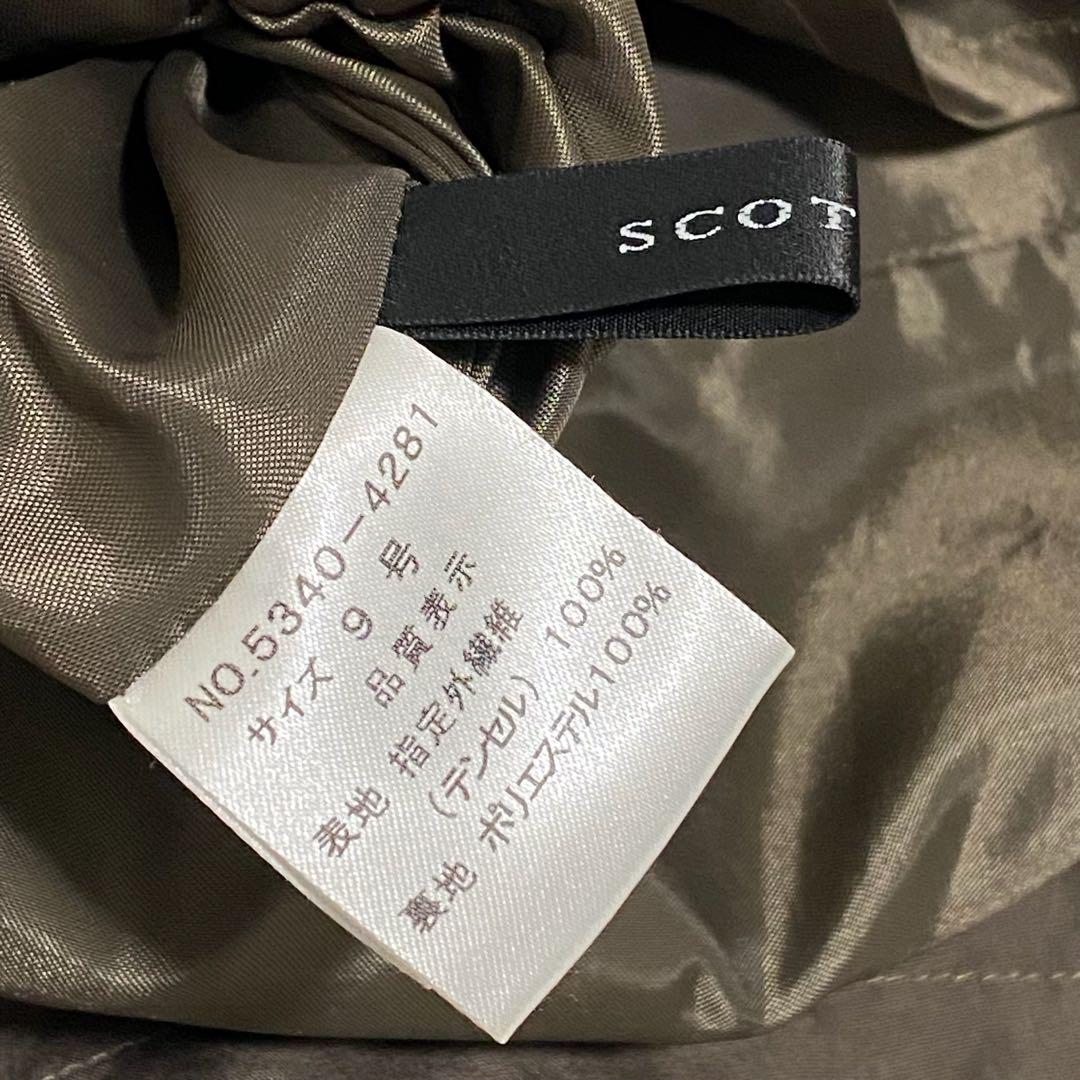 SCOT
NO.5340-4281
サイズ 9 号
品質表示
表地 指定外繊維
(テンセル) 100%
裏地 ポリエステル100%